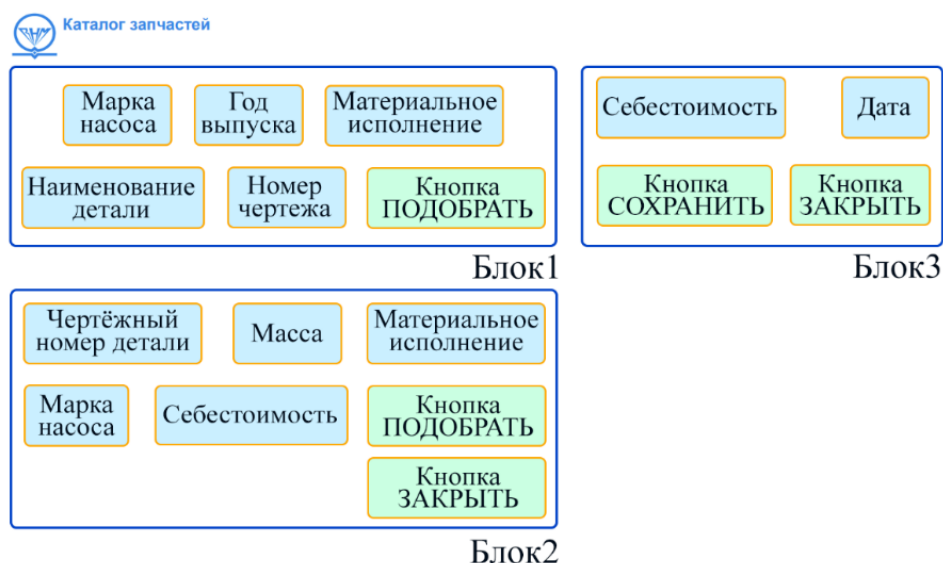 ВНМ
Каталог запчастей
Марка
насоса
Год
выпуска
Материальное
исполнение
Наименование
детали
Номер
чертежа
Кнопка
ПОДОБРАТЬ
Блок1
Себестоимость
Дата
Кнопка
СОХРАНИТЬ
Кнопка
ЗАКРЫТЬ
Блок3
Чертёжный
номер детали
Масса
Материальное
исполнение
Марка
насоса
Себестоимость
Кнопка
ПОДОБРАТЬ
Кнопка
ЗАКРЫТЬ
Блок2